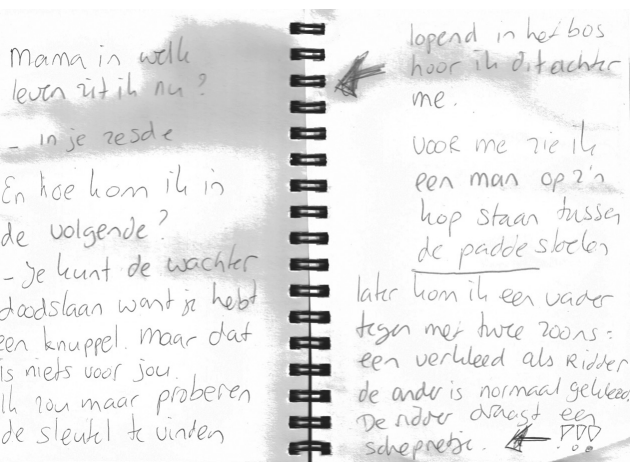 Mama in welk
leven zit ik nu?
- in je zesde
En hoe kom ik in
de volgende?
- Je kunt de wachter
doodslaan want je hebt
een knuppel. Maar dat
is niets voor jou.
Ik zou maar proberen
de sleutel te vinden
lopend in het bos
hoor ik dit achter
me.
voor me zie ik
een man op z'n
kop staan tussen
de paddestoelen
later kom ik een vader
tegen met twee zoons:
een verkleed als Ridder
de ander is normaal gekleed.
De ridder draagt een
schepnetje. !!!